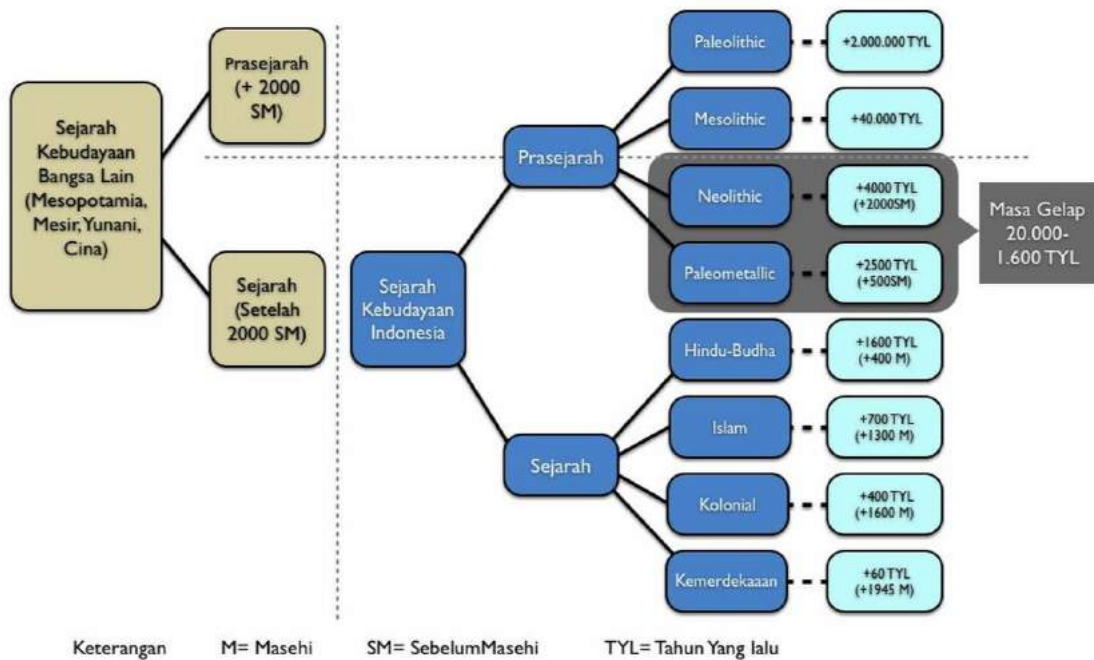 Sejarah
Kebudayaan
Bangsa Lain
(Mesopotamia,
Mesir, Yunani,
Cina)
Prasejarah
(+ 2000
SM)
Sejarah
(Setelah
2000 SM)
Sejarah
Kebudayaan
Indonesia
Prasejarah
Sejarah
Paleolithic
+2.000.000 TYL
Mesolithic
+40.000 TYL
Neolithic
+4000 TYL
(+2000SM)
Paleometallic
+2500 TYL
(+500SM)
Masa Gelap
20.000-
1.600 TYL
Hindu-Budha
+1600 TYL
(+400 M)
Islam
+700 TYL
(+1300 M)
Kolonial
+400 TYL
(+1600 M)
Kemerdekaaan
+60 TYL
(+1945 M)
Keterangan M= Masehi SM= SebelumMasehi TYL= Tahun Yang lalu